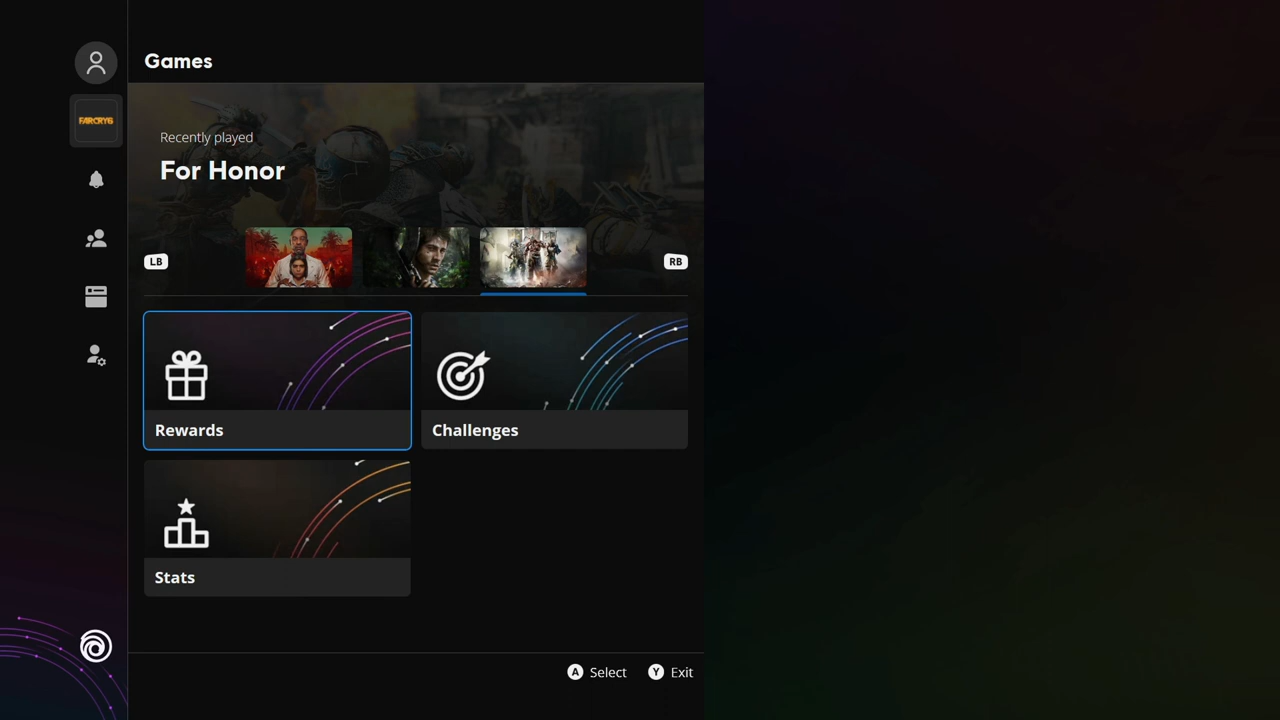 Games
FARCRY6
Recently played
For Honor
LB
RB
Rewards
Challenges
Stats
A Select
Y Exit